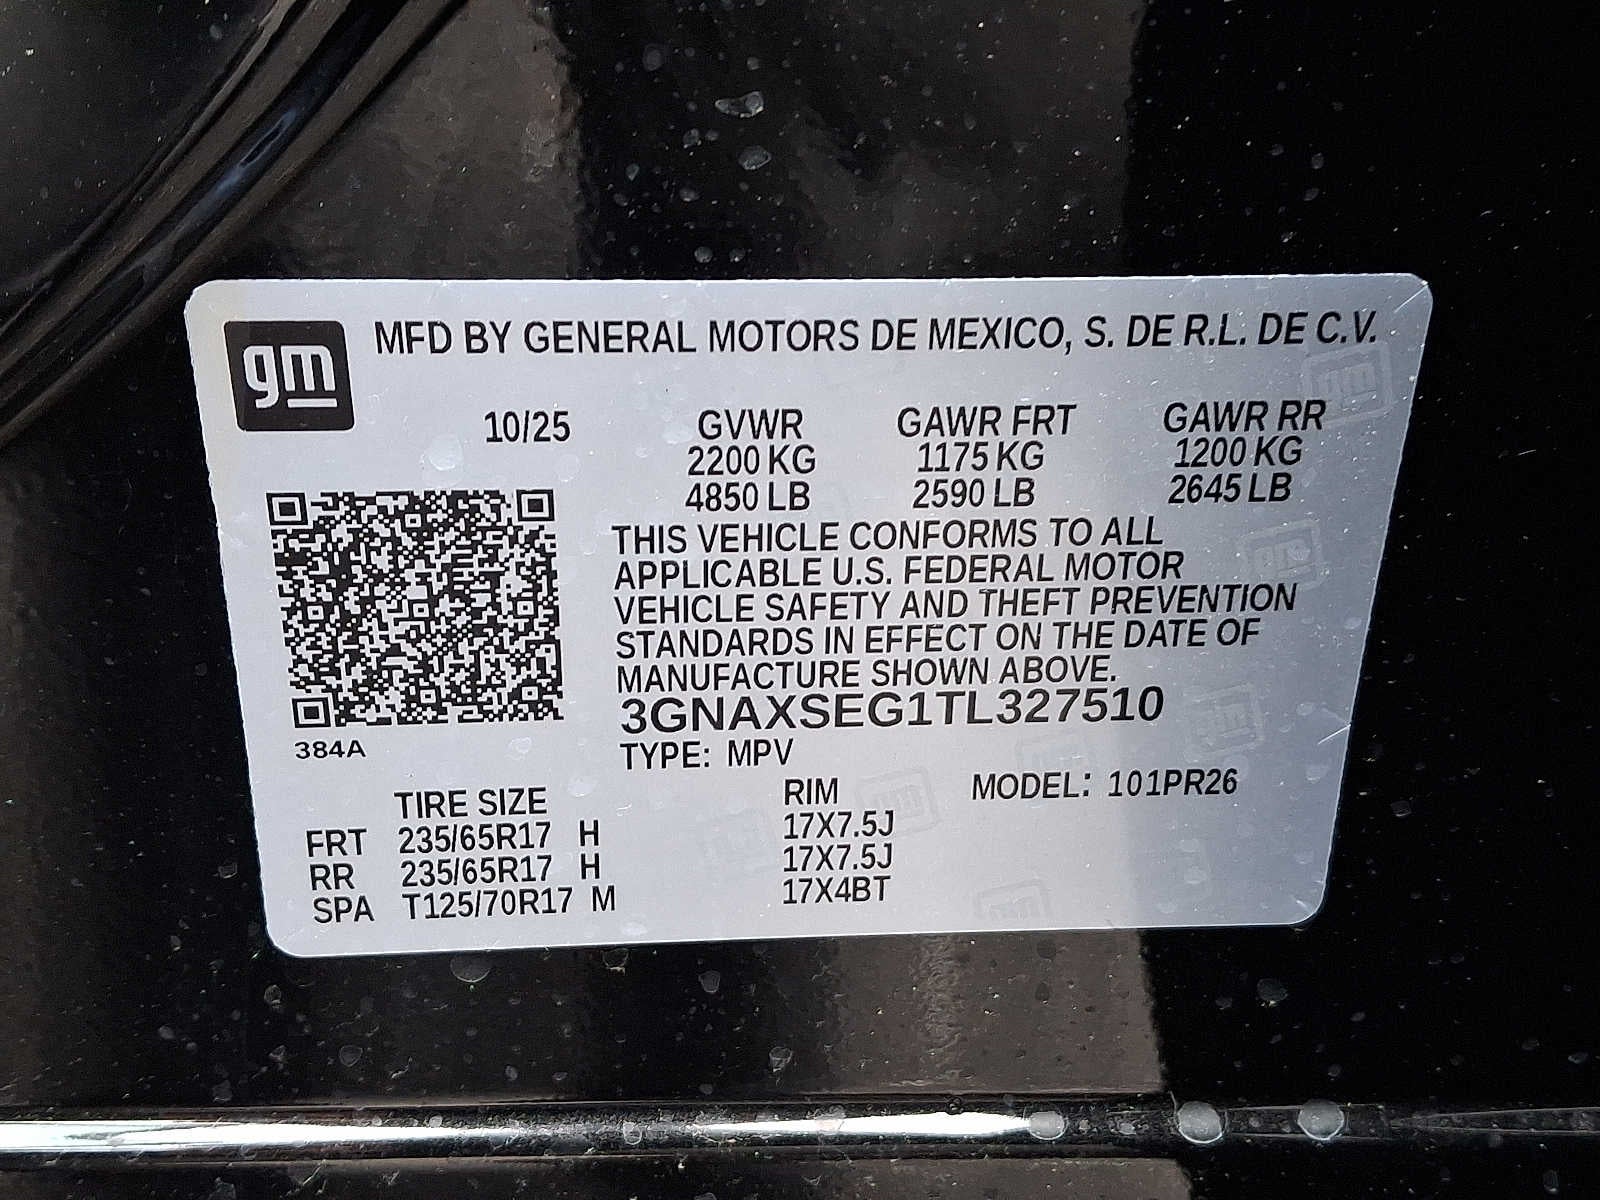 gm
MFD BY GENERAL MOTORS DE MEXICO, S. DE R.L. DE C.V.
10/25 GVWR GAWR FRT GAWR RR
2200 KG 1175 KG 1200 KG
4850 LB 2590 LB 2645 LB
THIS VEHICLE CONFORMS TO ALL
APPLICABLE U.S. FEDERAL MOTOR
VEHICLE SAFETY AND THEFT PREVENTION
STANDARDS IN EFFECT ON THE DATE OF
MANUFACTURE SHOWN ABOVE.
3GNAXSEG1TL327510
384A
TYPE: MPV
TIRE SIZE RIM MODEL: 101PR26
FRT 235/65R17 H 17X7.5J
RR 235/65R17 H 17X7.5J
SPA T125/70R17 M 17X4BT